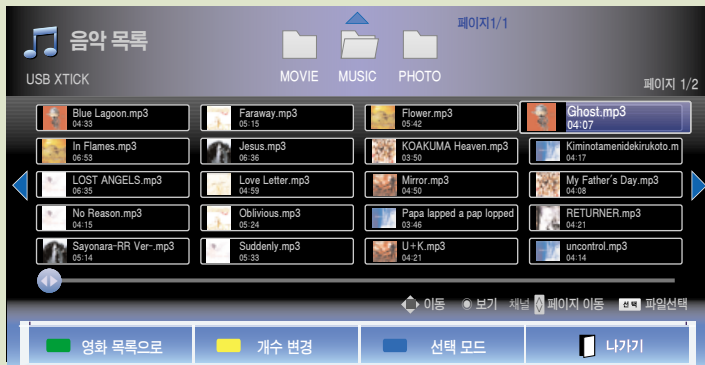 페이지1/1
음악 목록
MOVIE MUSIC PHOTO
USB XTICK
페이지 1/2
Blue Lagoon.mp3
04:33
Faraway.mp3
05:15
Flower.mp3
05:42
Ghost.mp3
04:07
In Flames.mp3
06:53
Jesus.mp3
06:36
KOAKUMA Heaven.mp3
03:50
Kiminotamenidekirukoto.m
04:17
LOST ANGELS.mp3
06:35
Love Letter.mp3
04:59
Mirror.mp3
04:50
My Father's Day.mp3
04:08
No Reason.mp3
04:15
Oblivious.mp3
05:24
Papa lapped a pap lopped
03:46
RETURNER.mp3
04:21
Sayonara-RR Ver~.mp3
05:14
Suddenly.mp3
05:33
U+K.mp3
04:21
uncontrol.mp3
04:14
이동 보기 채널 페이지 이동 선택 파일선택
영화 목록으로 개수 변경 선택 모드 나가기